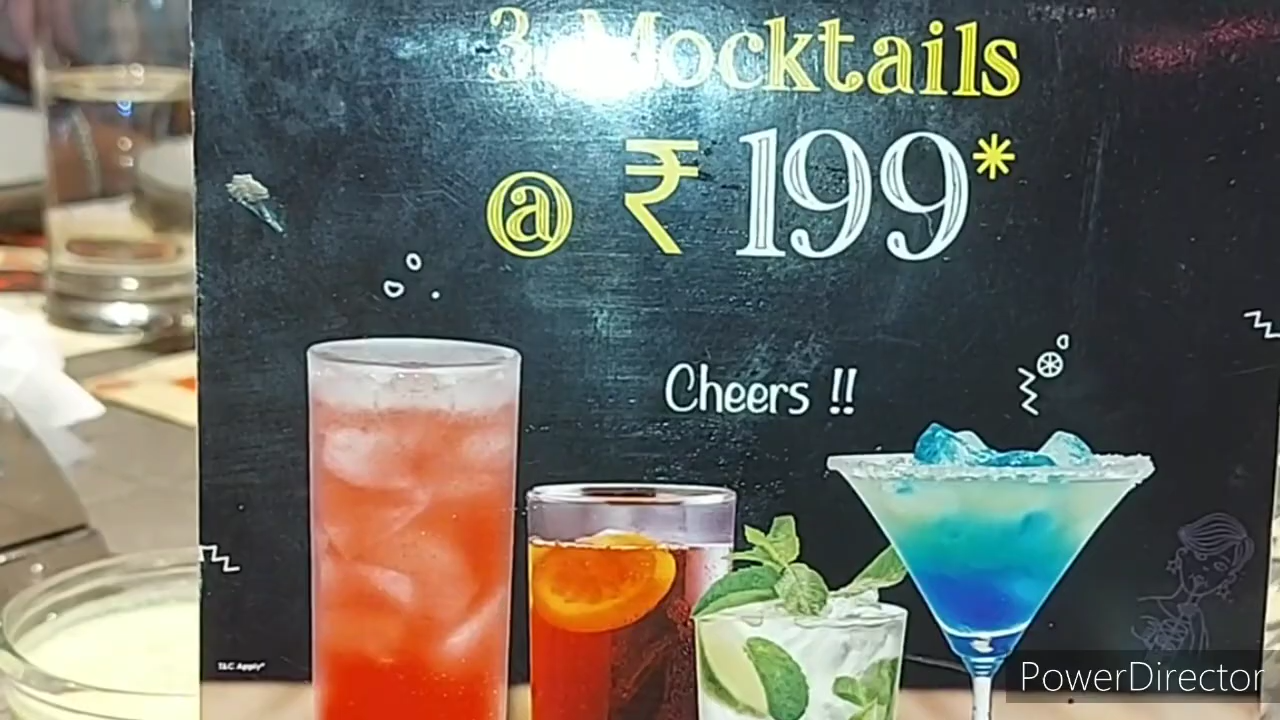 3 Mocktails
@ ₹ 199*
Cheers !!
T&C Apply*
PowerDirector